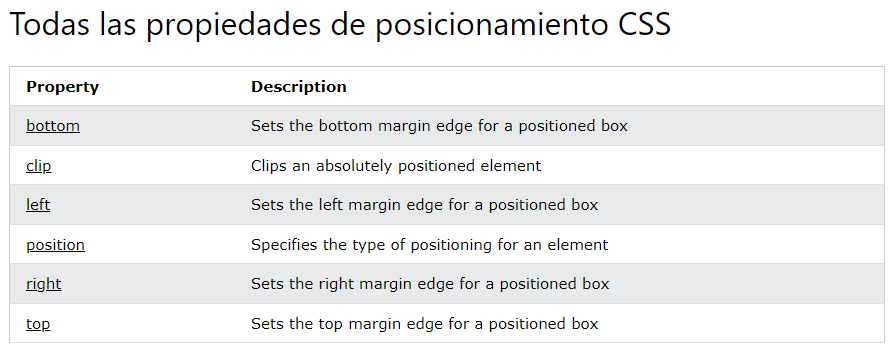 Todas las propiedades de posicionamiento CSS
Property Description
bottom Sets the bottom margin edge for a positioned box
clip Clips an absolutely positioned element
left Sets the left margin edge for a positioned box
position Specifies the type of positioning for an element
right Sets the right margin edge for a positioned box
top Sets the top margin edge for a positioned box